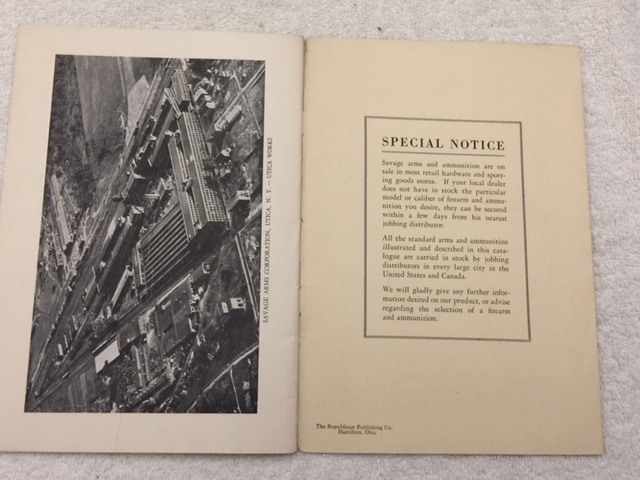 SAVAGE ARMS CORPORATION, UTICA, N. Y. — UTICA WORKS
SPECIAL NOTICE
Savage arms and ammunition are on
sale in most retail hardware and sport-
ing goods stores. If your local dealer
does not have in stock the particular
model or caliber of firearm and ammu-
nition you desire, they can be secured
within a few days from his nearest
jobbing distributor.
All the standard arms and ammunition
illustrated and described in this cata-
logue are carried in stock by jobbing
distributors in every large city in the
United States and Canada.
We will gladly give any further infor-
mation desired on our product, or advise
regarding the selection of a firearm
and ammunition.
The Republican Publishing Co.
Hamilton, Ohio